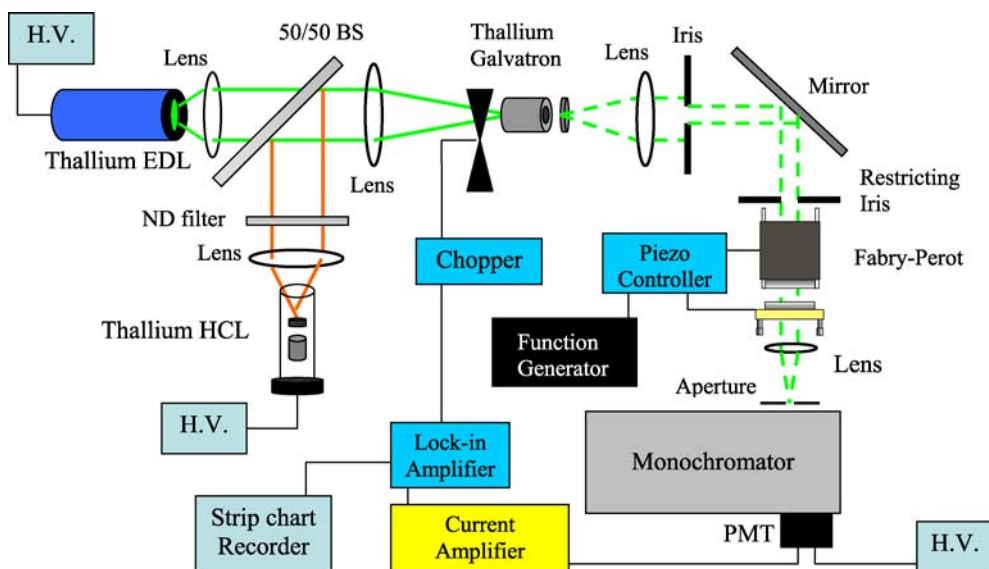 H.V.
50/50 BS
Lens
Thallium
Galvatron
Lens
Iris
Mirror
Thallium EDL
Lens
Restricting
Iris
ND filter
Lens
Chopper
Piezo
Controller
Fabry-Perot
Thallium HCL
Function
Generator
Lens
Aperture
H.V.
Lock-in
Amplifier
Monochromator
Strip chart
Recorder
Current
Amplifier
PMT
H.V.